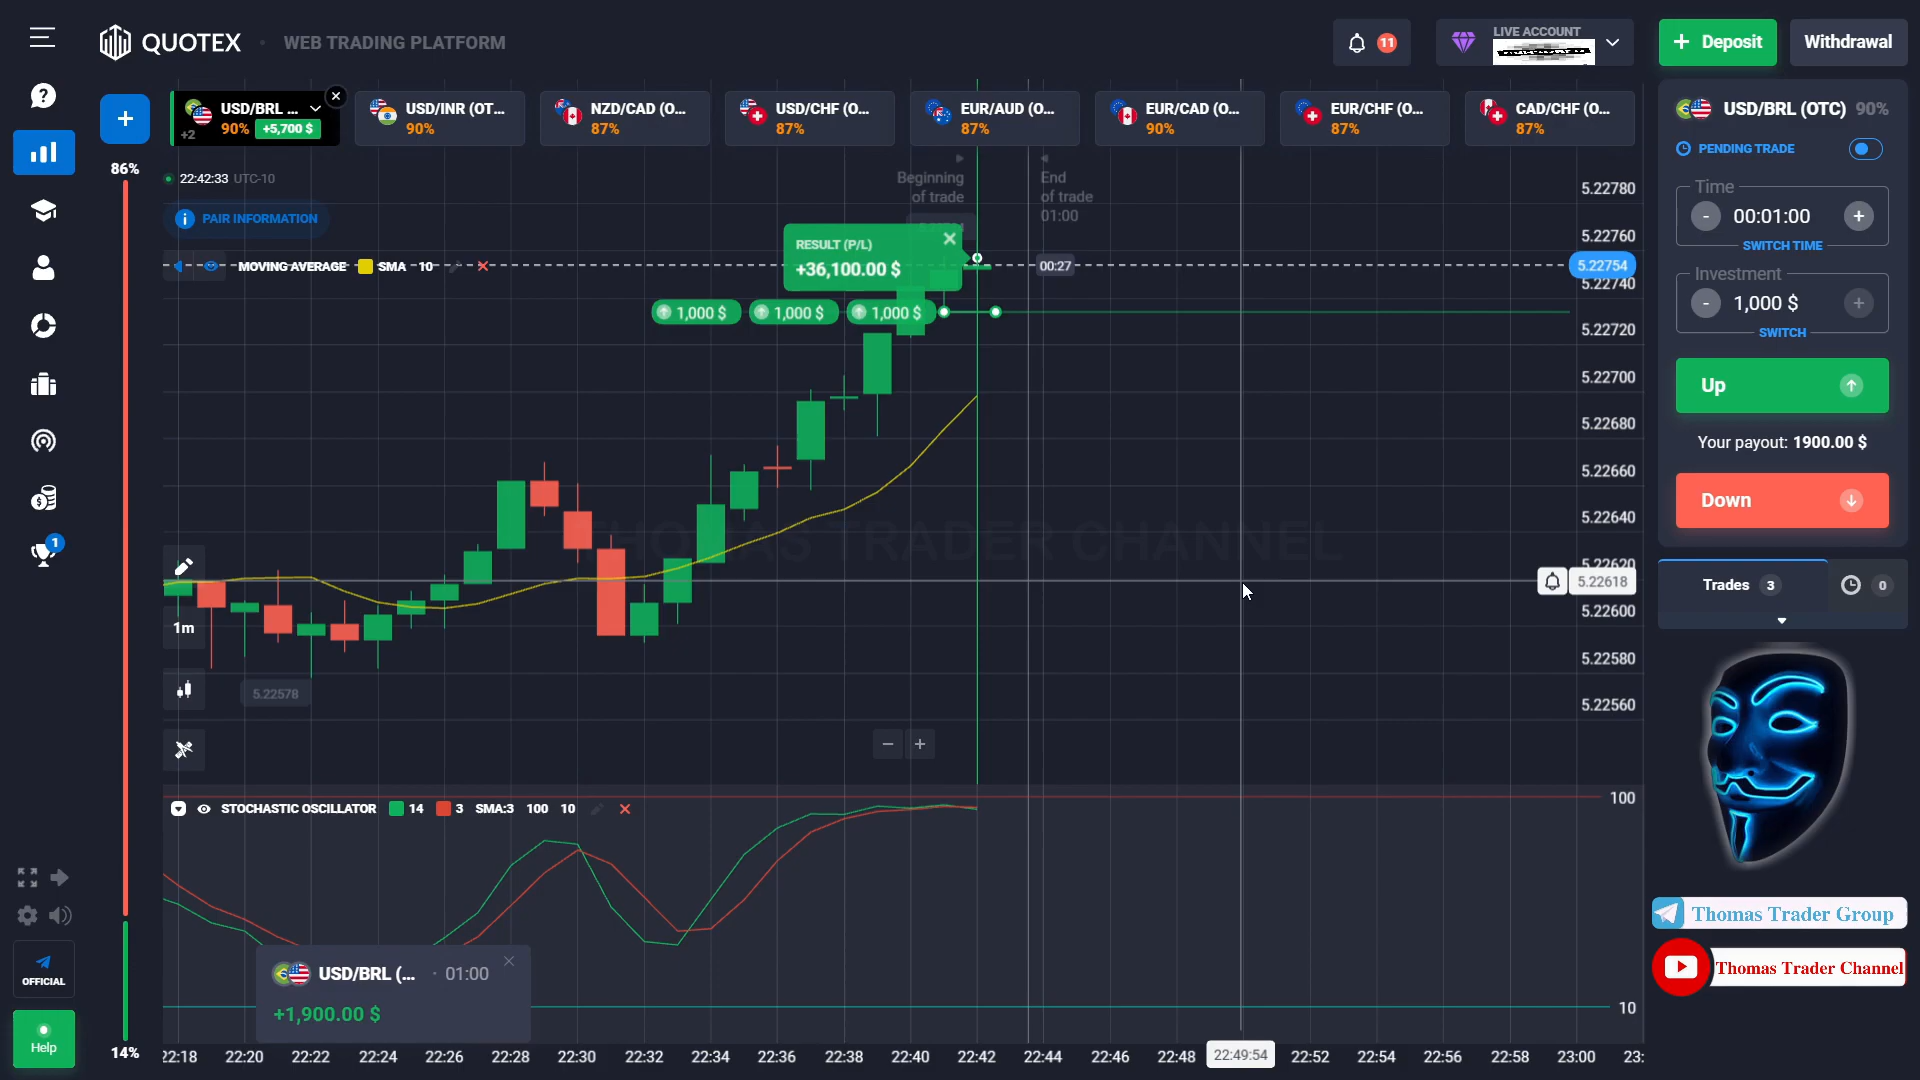 QUOTEX
WEB TRADING PLATFORM
11
LIVE ACCOUNT
+ Deposit
Withdrawal
+
USD/BRL ...
+2
90%
+5,700 $
USD/INR (OT...
90%
NZD/CAD (O...
87%
USD/CHF (O...
87%
EUR/AUD (O...
87%
EUR/CAD (O...
90%
EUR/CHF (O...
87%
CAD/CHF (O...
87%
USD/BRL (OTC) 90%
PENDING TRADE
Time
- 00:01:00 +
SWITCH TIME
Investment
- 1,000 $ +
SWITCH
Up
Your payout: 1900.00 $
Down
Trades 3
0
86%
22:42:33 UTC-10
PAIR INFORMATION
MOVING AVERAGE SMA 10
Beginning
of trade
End
of trade
01:00
RESULT (P/L)
+36,100.00 $
00:27
1,000 $
1,000 $
1,000 $
5.22780
5.22760
5.22754
5.22740
5.22720
5.22700
5.22680
5.22660
5.22640
5.22620
5.22618
5.22600
5.22580
5.22560
THOMAS TRADER CHANNEL
1
1m
5.22578
− +
STOCHASTIC OSCILLATOR 14 3 SMA:3 100 10
100
10
USD/BRL (... · 01:00
+1,900.00 $
OFFICIAL
Help
14%
22:18 22:20 22:22 22:24 22:26 22:28 22:30 22:32 22:34 22:36 22:38 22:40 22:42 22:44 22:46 22:48 22:49:54 22:52 22:54 22:56 22:58 23:00 23:
Thomas Trader Group
Thomas Trader Channel